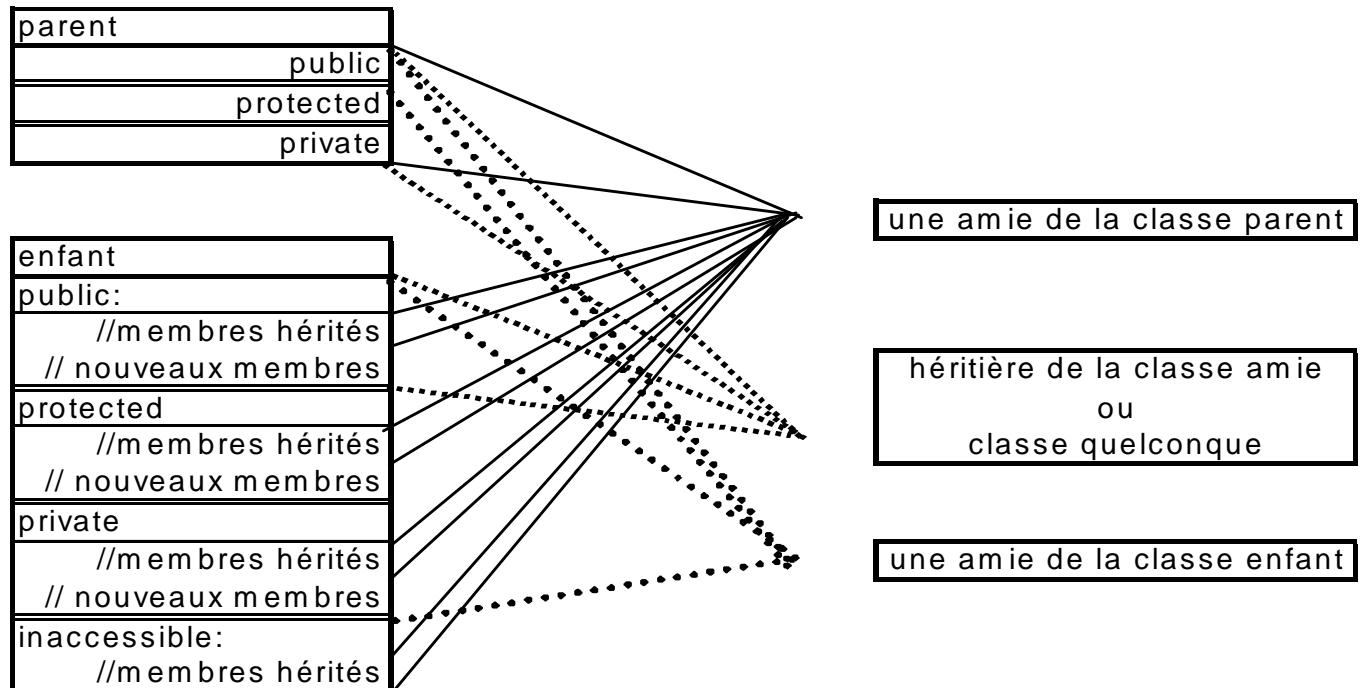 parent
public
protected
private
enfant
public:
//membres hérités
// nouveaux membres
protected
//membres hérités
// nouveaux membres
private
//membres hérités
// nouveaux membres
inaccessible:
//membres hérités
une amie de la classe parent
héritière de la classe amie
ou
classe quelconque
une amie de la classe enfant